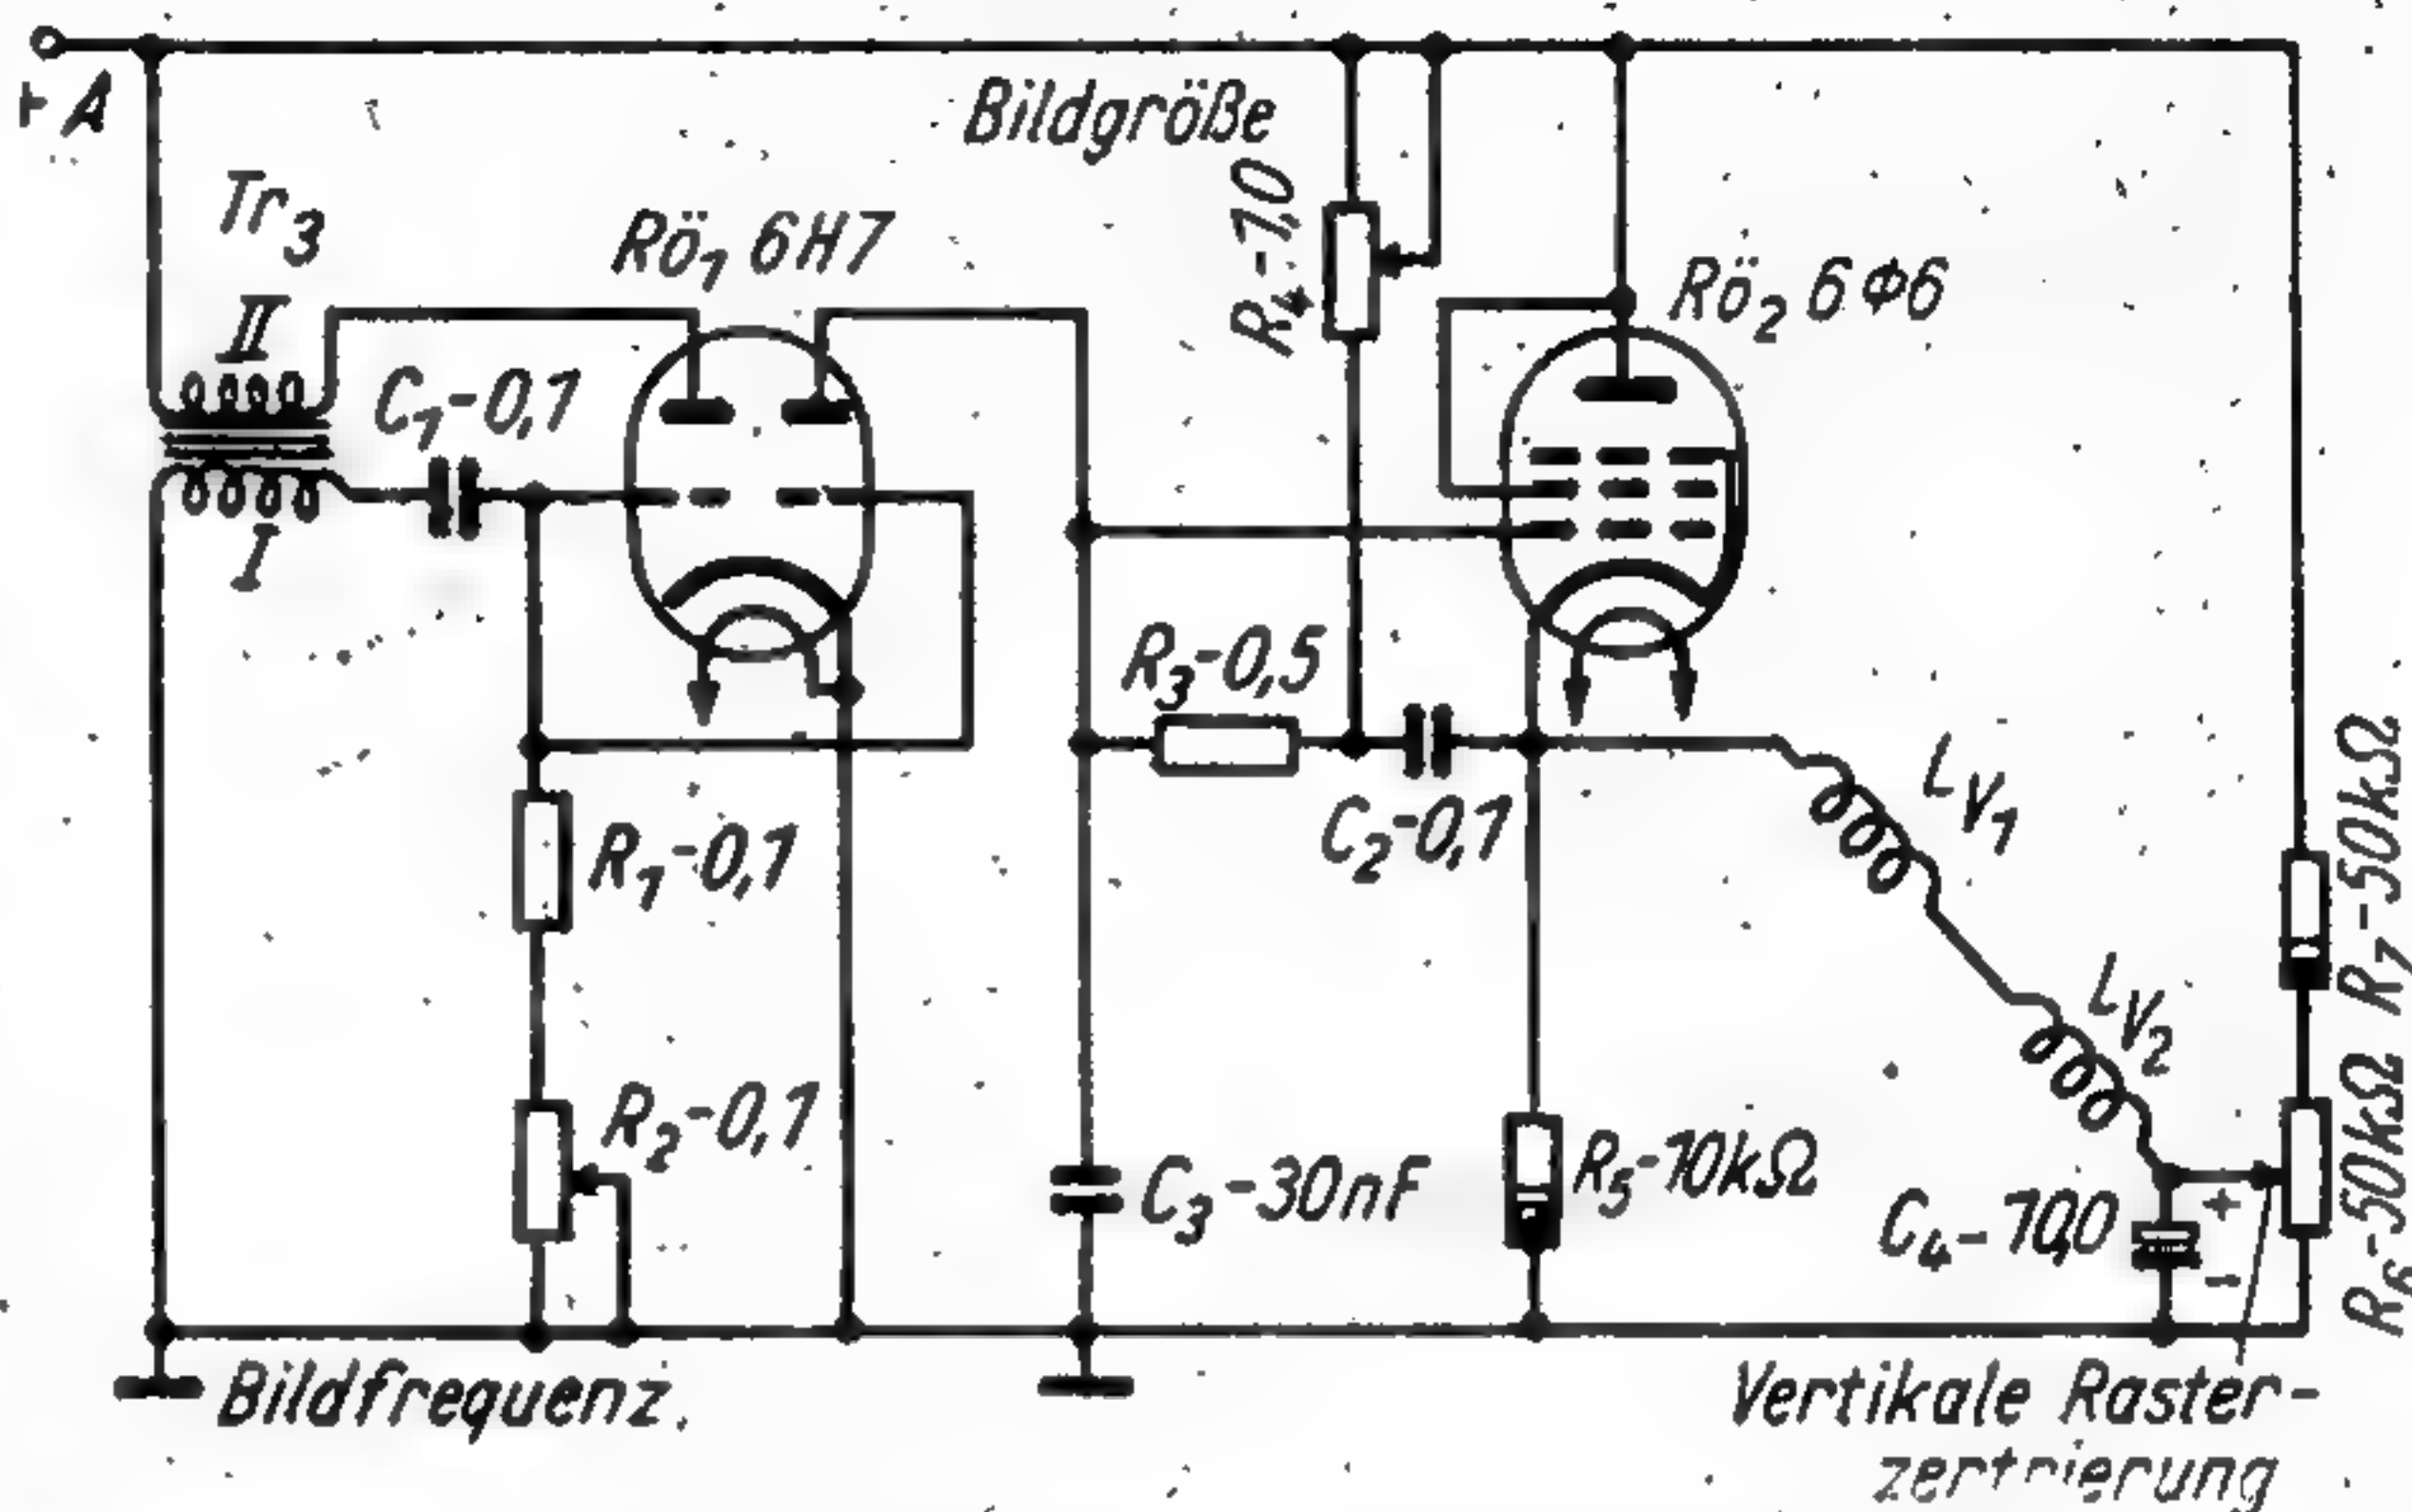 +A
Bildgröße
Tr3
II
I
C1-0,1
Rö1 6H7
R4-1,0
Rö2 6Ф6
R3-0,5
C2-0,1
R1-0,1
R2-0,1
C3-30nF
R5-10kΩ
LV1
LV2
C4-10,0
+
-
R7-50kΩ
R6-50kΩ
Bildfrequenz.
Vertikale Raster-
zertrierung